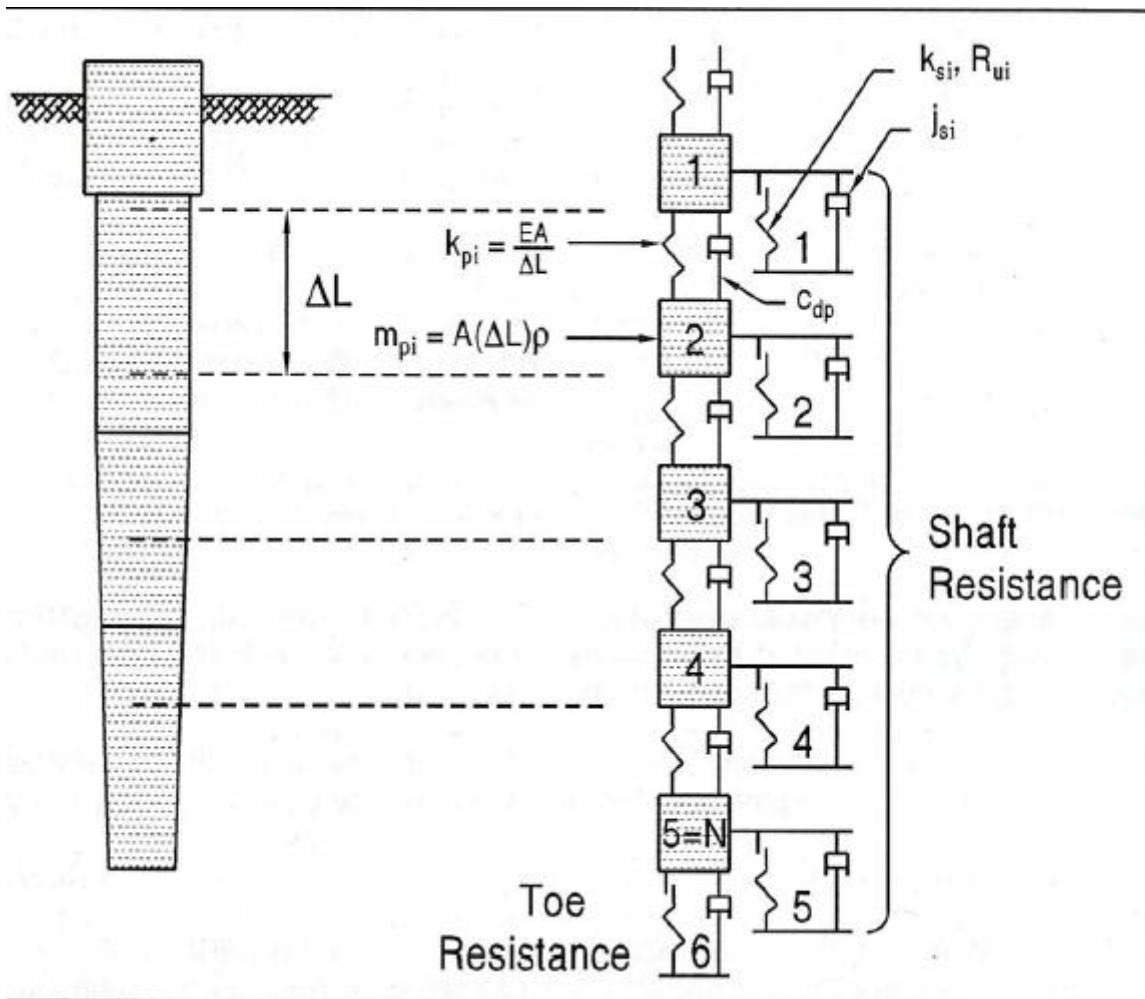 k_si, R_ui
j_si
1
k_pi = EA/ΔL
1
ΔL
c_dp
m_pi = A(ΔL)ρ
2
2
3
3
Shaft
Resistance
4
4
5=N
5
Toe
Resistance
6